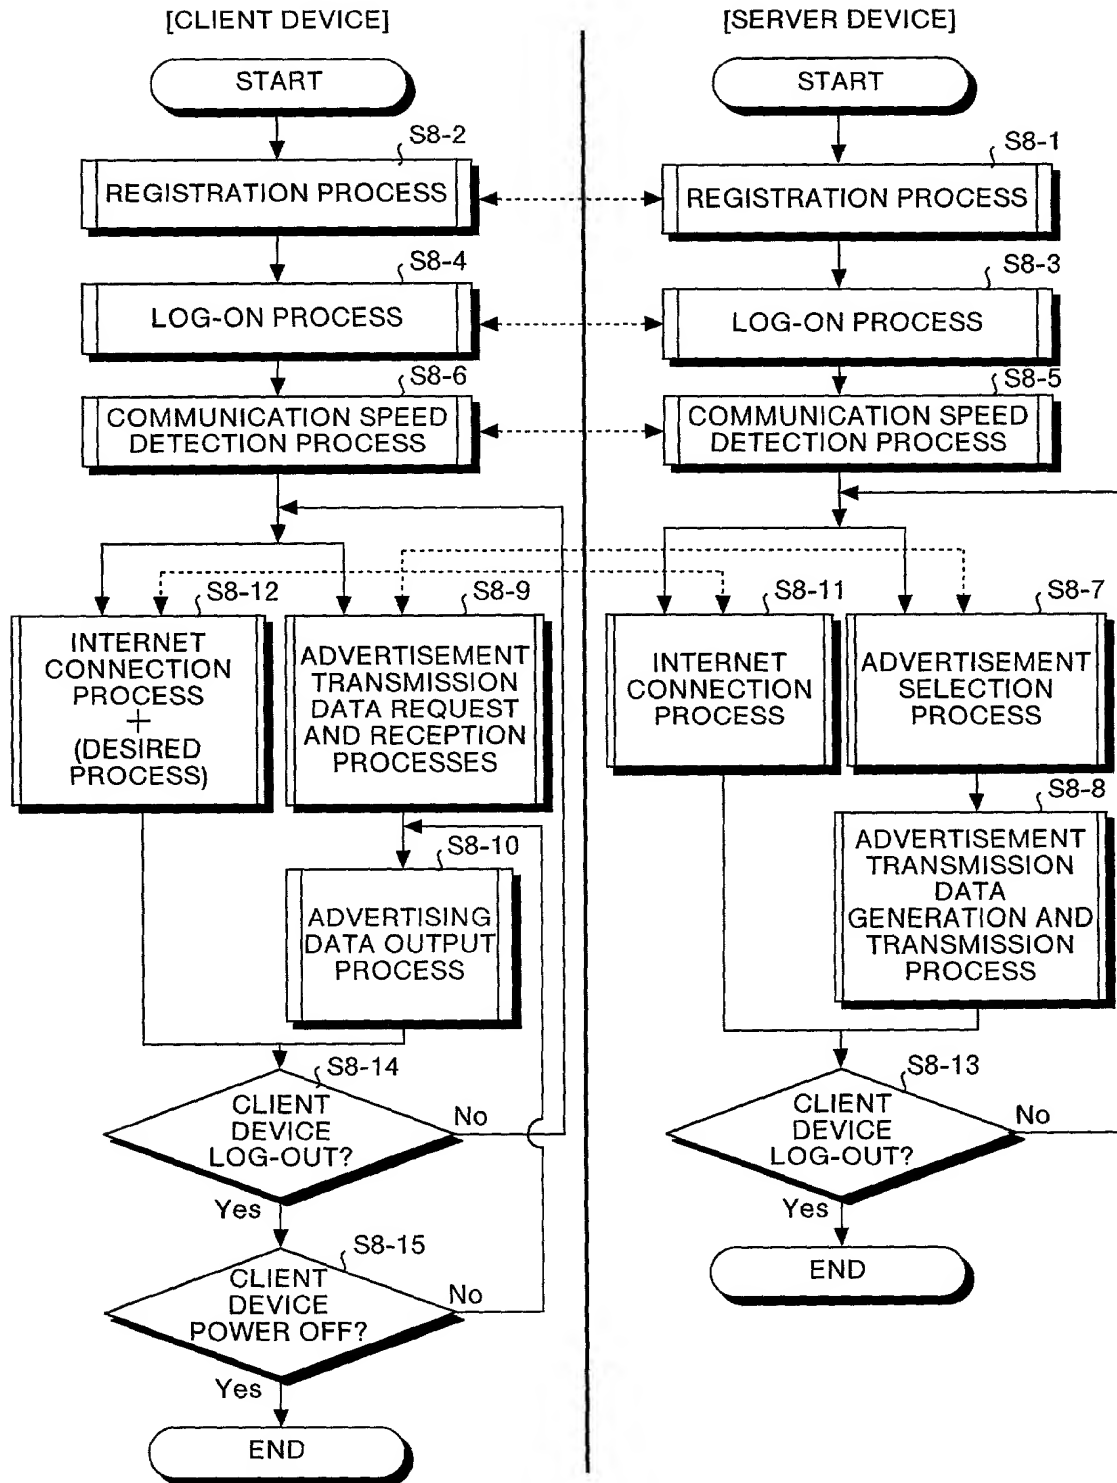 [CLIENT DEVICE]
START
S8-2
REGISTRATION PROCESS
S8-4
LOG-ON PROCESS
S8-6
COMMUNICATION SPEED
DETECTION PROCESS
S8-12
INTERNET
CONNECTION
PROCESS
+
(DESIRED
PROCESS)
S8-9
ADVERTISEMENT
TRANSMISSION
DATA REQUEST
AND RECEPTION
PROCESSES
S8-10
ADVERTISING
DATA OUTPUT
PROCESS
S8-14
CLIENT
DEVICE
LOG-OUT?
No
Yes
S8-15
CLIENT
DEVICE
POWER OFF?
No
Yes
END
[SERVER DEVICE]
START
S8-1
REGISTRATION PROCESS
S8-3
LOG-ON PROCESS
S8-5
COMMUNICATION SPEED
DETECTION PROCESS
S8-11
INTERNET
CONNECTION
PROCESS
S8-7
ADVERTISEMENT
SELECTION
PROCESS
S8-8
ADVERTISEMENT
TRANSMISSION
DATA
GENERATION AND
TRANSMISSION
PROCESS
S8-13
CLIENT
DEVICE
LOG-OUT?
No
Yes
END